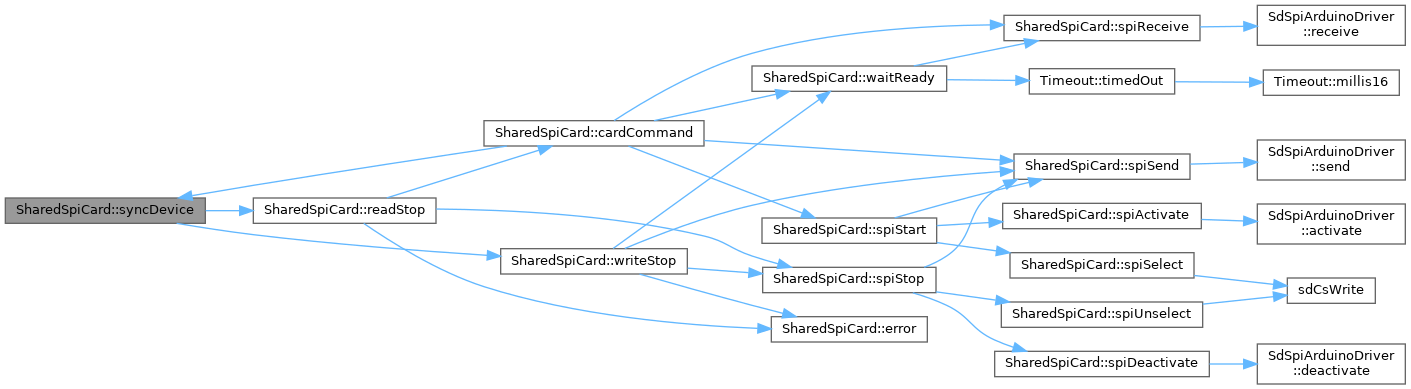 SharedSpiCard::syncDevice
SharedSpiCard::readStop
SharedSpiCard::cardCommand
SharedSpiCard::writeStop
SharedSpiCard::waitReady
SharedSpiCard::spiStart
SharedSpiCard::spiStop
SharedSpiCard::error
SharedSpiCard::spiReceive
Timeout::timedOut
SharedSpiCard::spiSend
SharedSpiCard::spiActivate
SharedSpiCard::spiSelect
SharedSpiCard::spiUnselect
SharedSpiCard::spiDeactivate
SdSpiArduinoDriver
::receive
Timeout::millis16
SdSpiArduinoDriver
::send
SdSpiArduinoDriver
::activate
sdCsWrite
SdSpiArduinoDriver
::deactivate